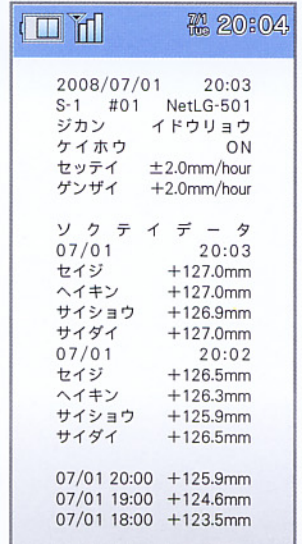 7/1 Tue 20:04
2008/07/01 20:03
S-1 #01 NetLG-501
ジカン イドウリョウ
ケイホウ ON
セッテイ ±2.0mm/hour
ゲンザイ +2.0mm/hour
ソクテイデータ
07/01 20:03
セイジ +127.0mm
ヘイキン +127.0mm
サイショウ +126.9mm
サイダイ +127.0mm
07/01 20:02
セイジ +126.5mm
ヘイキン +126.3mm
サイショウ +125.9mm
サイダイ +126.5mm
07/01 20:00 +125.9mm
07/01 19:00 +124.6mm
07/01 18:00 +123.5mm